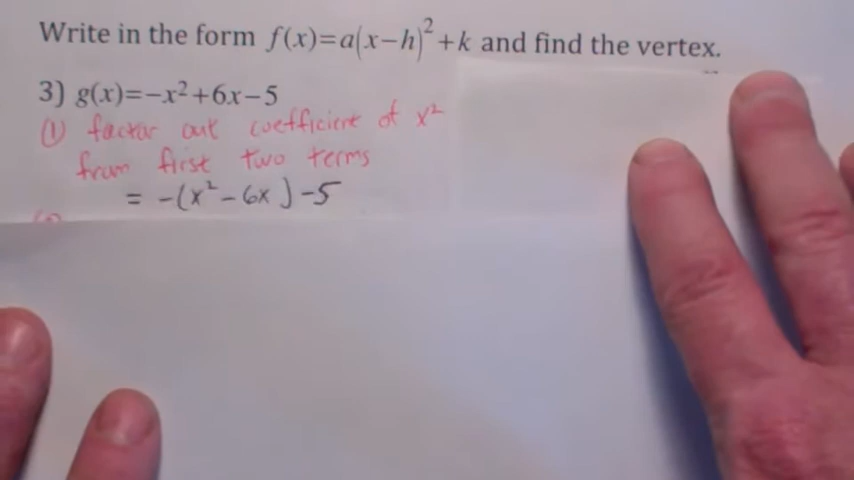 Write in the form f(x)=a(x−h)²+k and find the vertex.
3) g(x)=−x²+6x−5
(1) factor out coefficient of x²
from first two terms
= -(x² - 6x ) -5